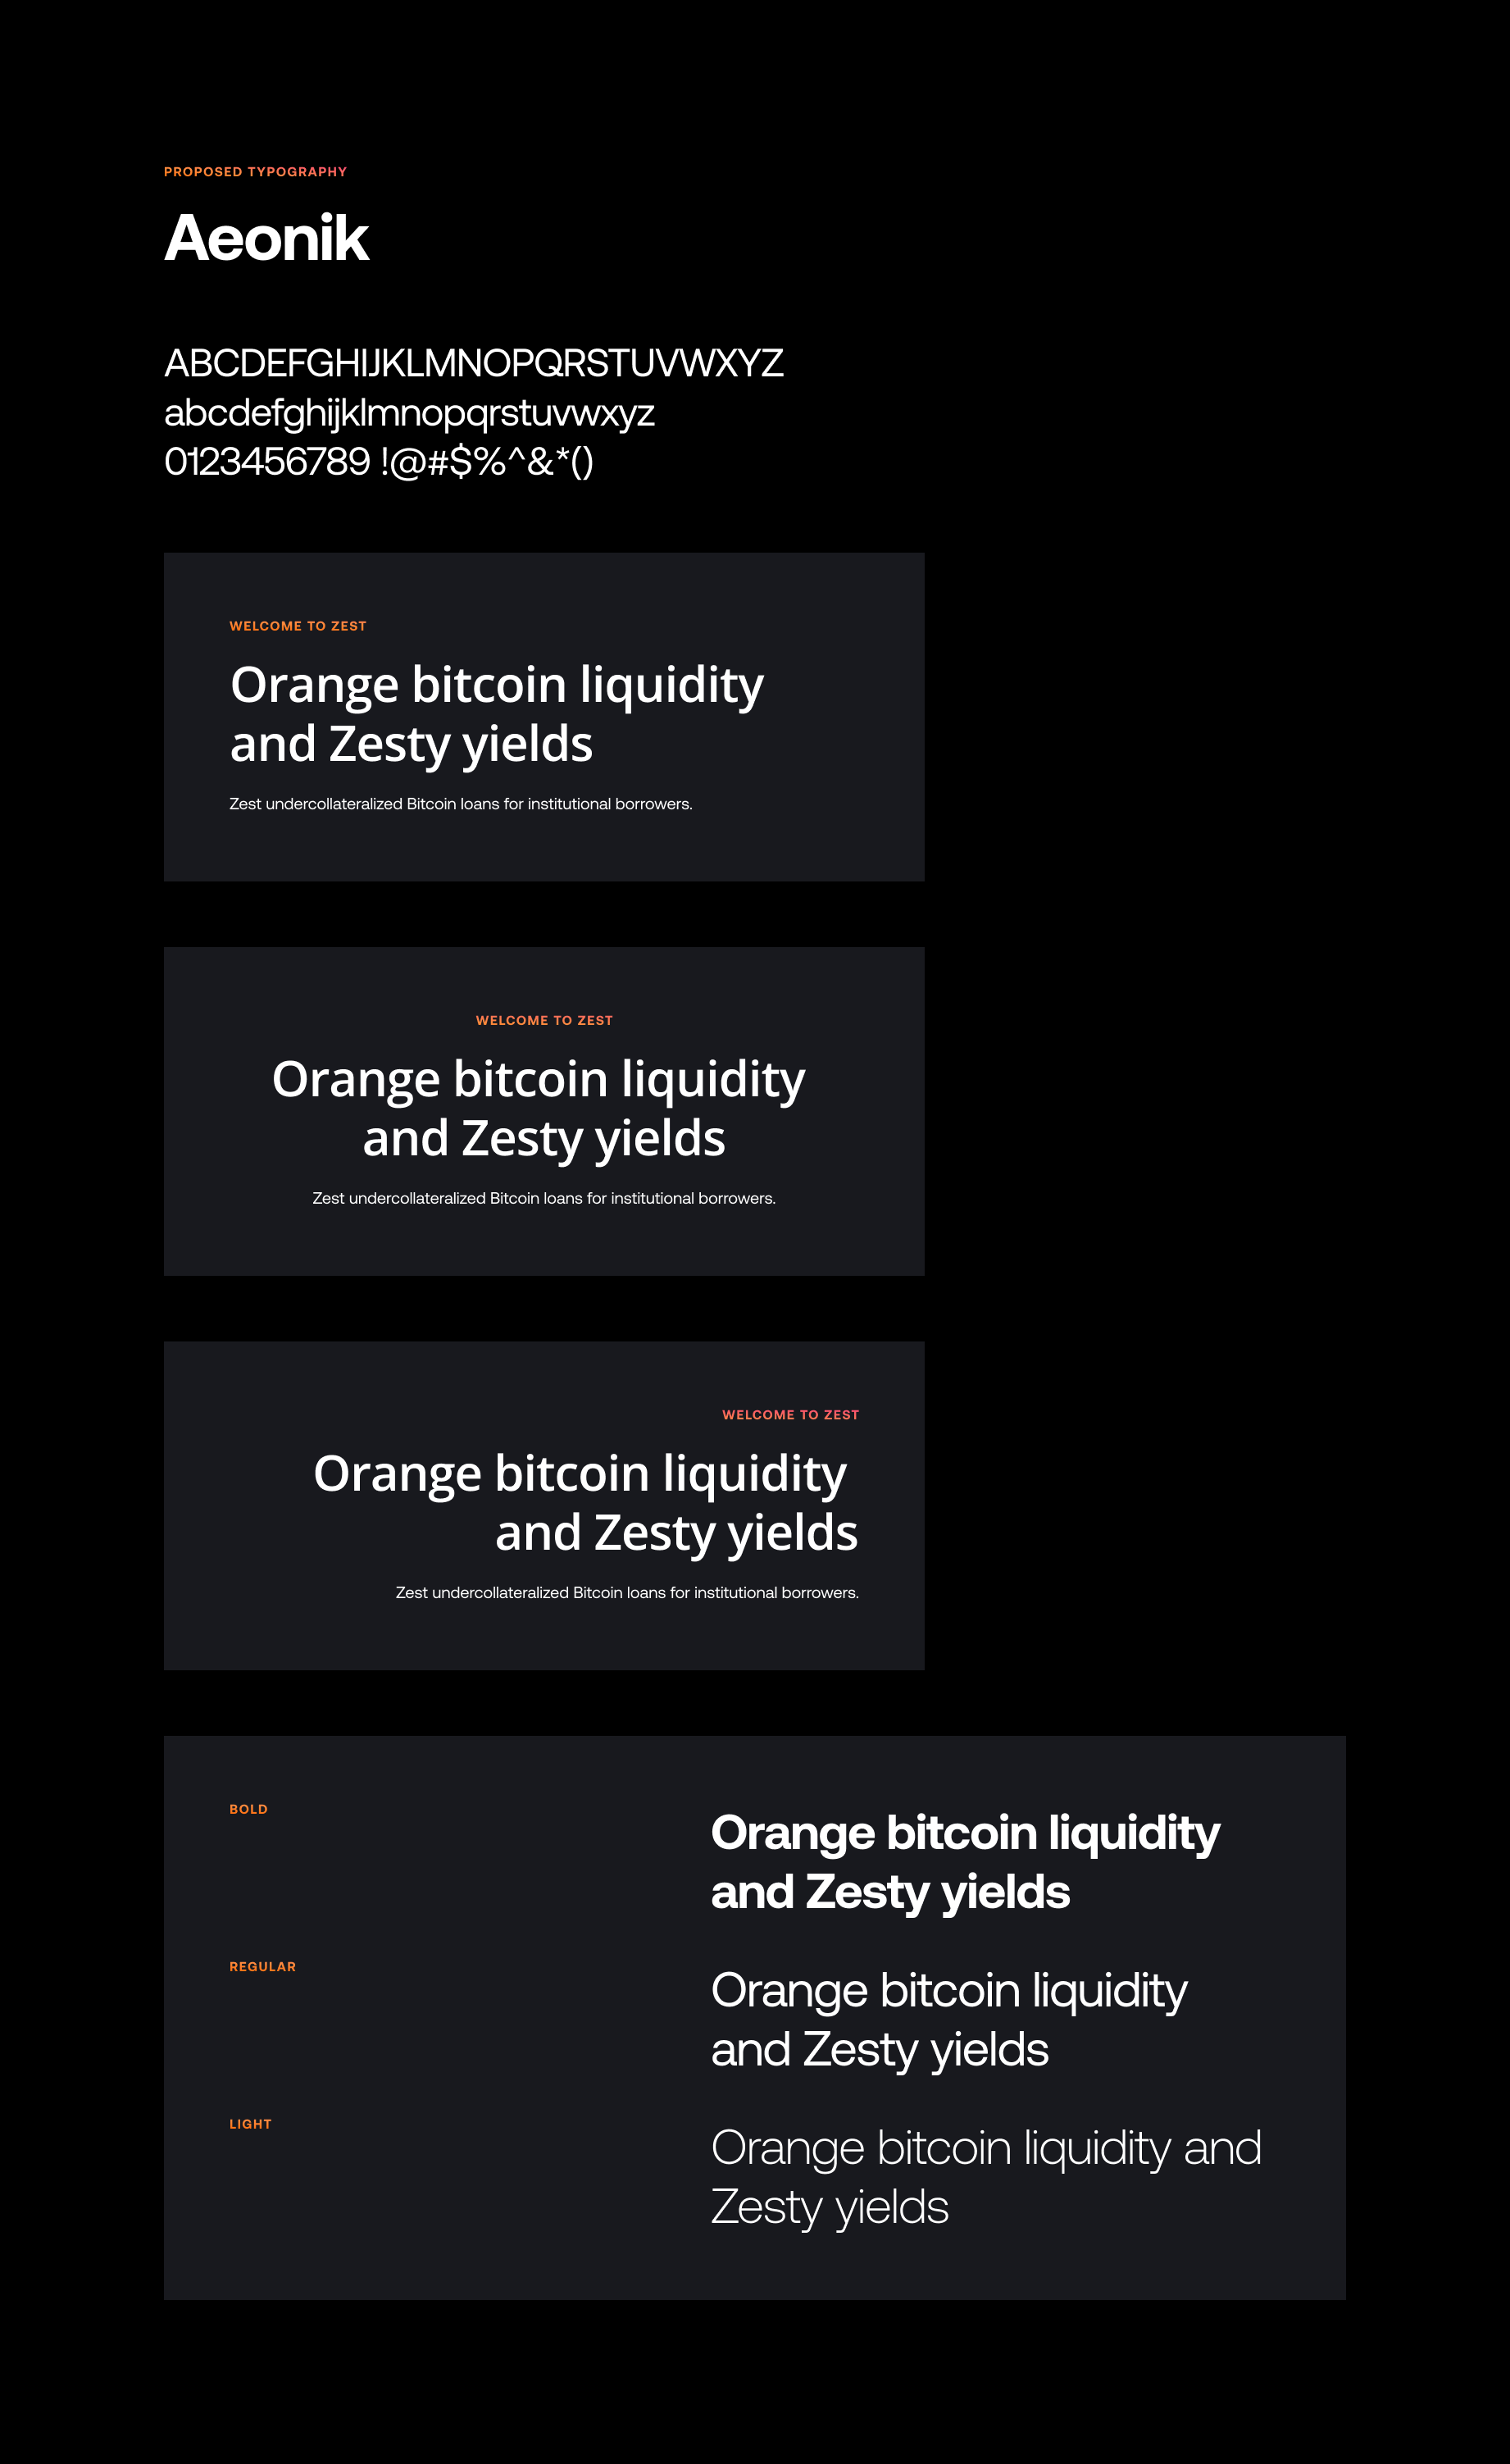 PROPOSED TYPOGRAPHY
Aeonik
ABCDEFGHIJKLMNOPQRSTUVWXYZ
abcdefghijklmnopqrstuvwxyz
0123456789 !@#$%^&*()
WELCOME TO ZEST
Orange bitcoin liquidity
and Zesty yields
Zest undercollateralized Bitcoin loans for institutional borrowers.
WELCOME TO ZEST
Orange bitcoin liquidity
and Zesty yields
Zest undercollateralized Bitcoin loans for institutional borrowers.
WELCOME TO ZEST
Orange bitcoin liquidity
and Zesty yields
Zest undercollateralized Bitcoin loans for institutional borrowers.
BOLD
Orange bitcoin liquidity
and Zesty yields
REGULAR
Orange bitcoin liquidity
and Zesty yields
LIGHT
Orange bitcoin liquidity and
Zesty yields